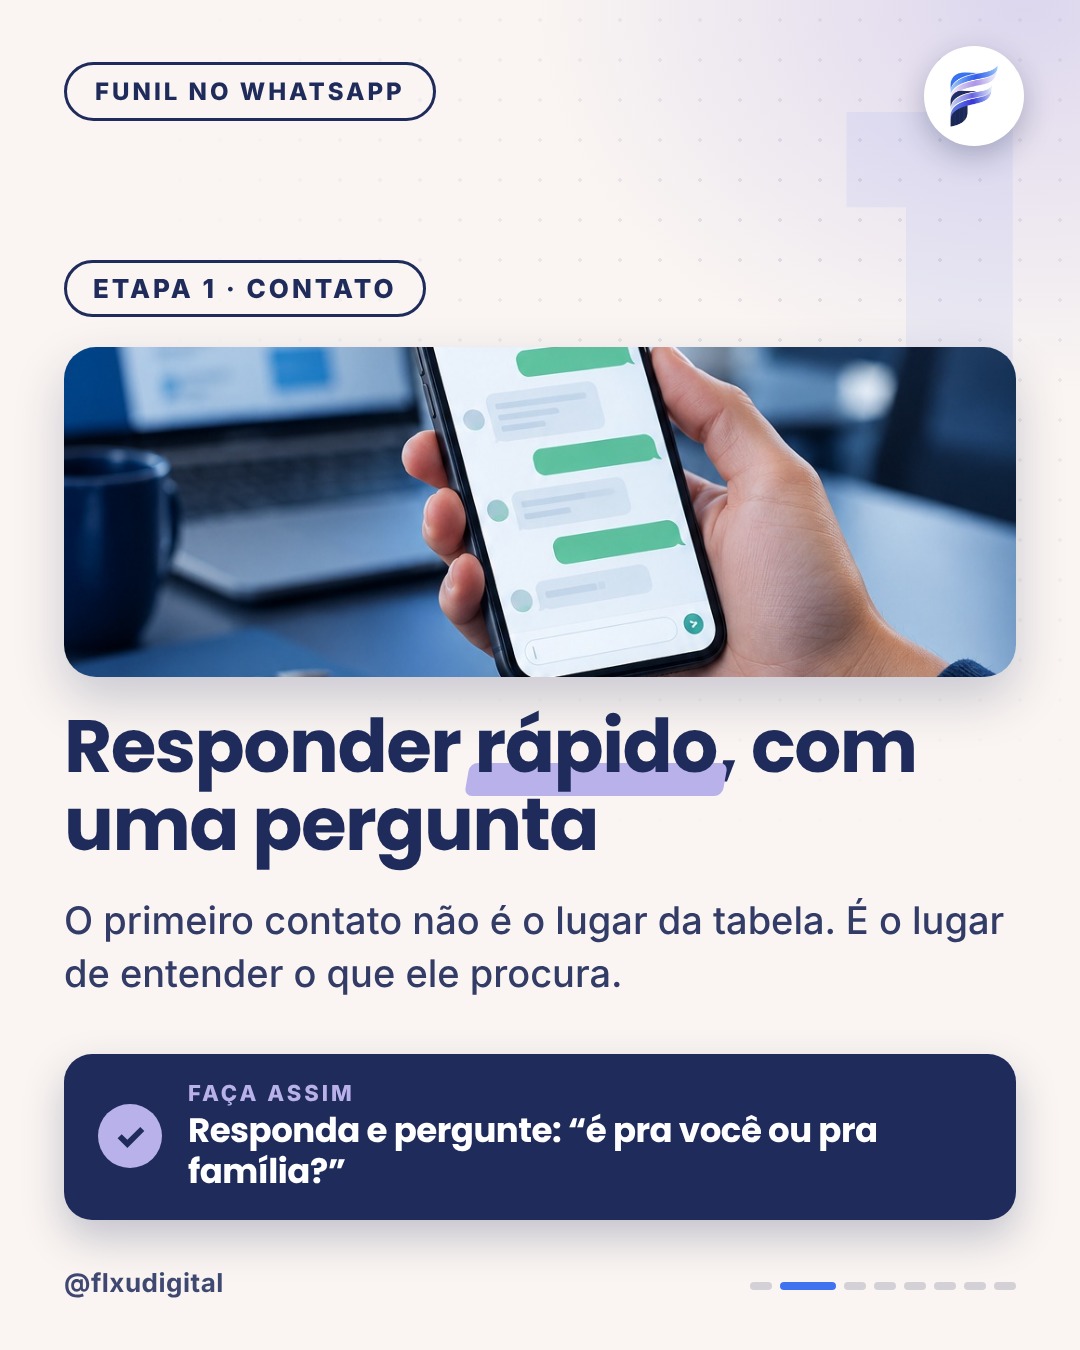 FUNIL NO WHATSAPP
ETAPA 1 · CONTATO
1
Responder rápido, com
uma pergunta
O primeiro contato não é o lugar da tabela. É o lugar
de entender o que ele procura.
FAÇA ASSIM
Responda e pergunte: “é pra você ou pra
família?”
@flxudigital